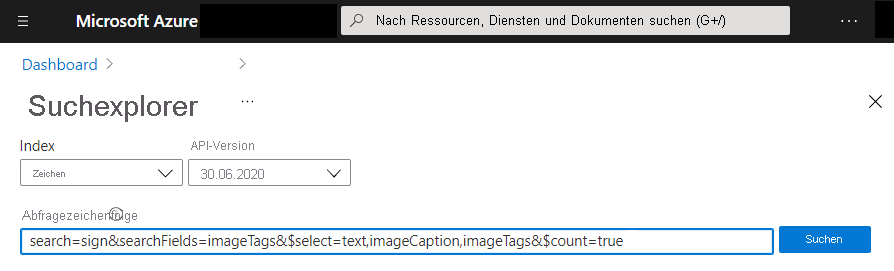 Microsoft Azure
Nach Ressourcen, Diensten und Dokumenten suchen (G+/)
Dashboard
Suchexplorer
Index
API-Version
Zeichen
30.06.2020
Abfragezeichenfolge
search=sign&searchFields=imageTags&$select=text,imageCaption,imageTags&$count=true
Suchen